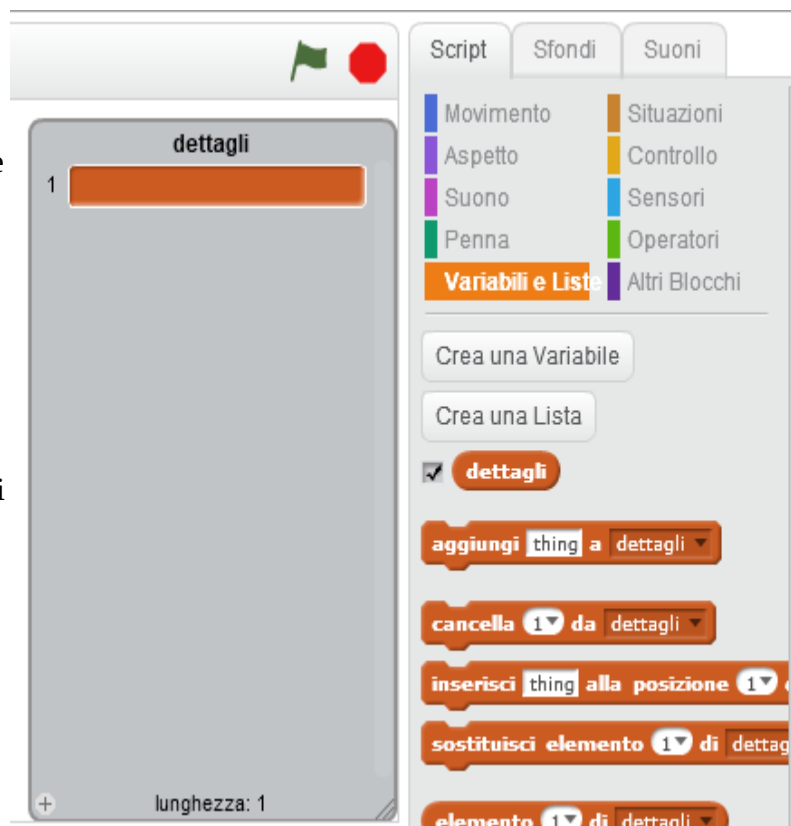 e
i
dettagli
1
lunghezza: 1
Script Sfondi Suoni
Movimento Situazioni
Aspetto Controllo
Suono Sensori
Penna Operatori
Variabili e Liste Altri Blocchi
Crea una Variabile
Crea una Lista
dettagli
aggiungi thing a dettagli
cancella 1 da dettagli
inserisci thing alla posizione 1
sostituisci elemento 1 di dettag
elemento 1 di dettagli